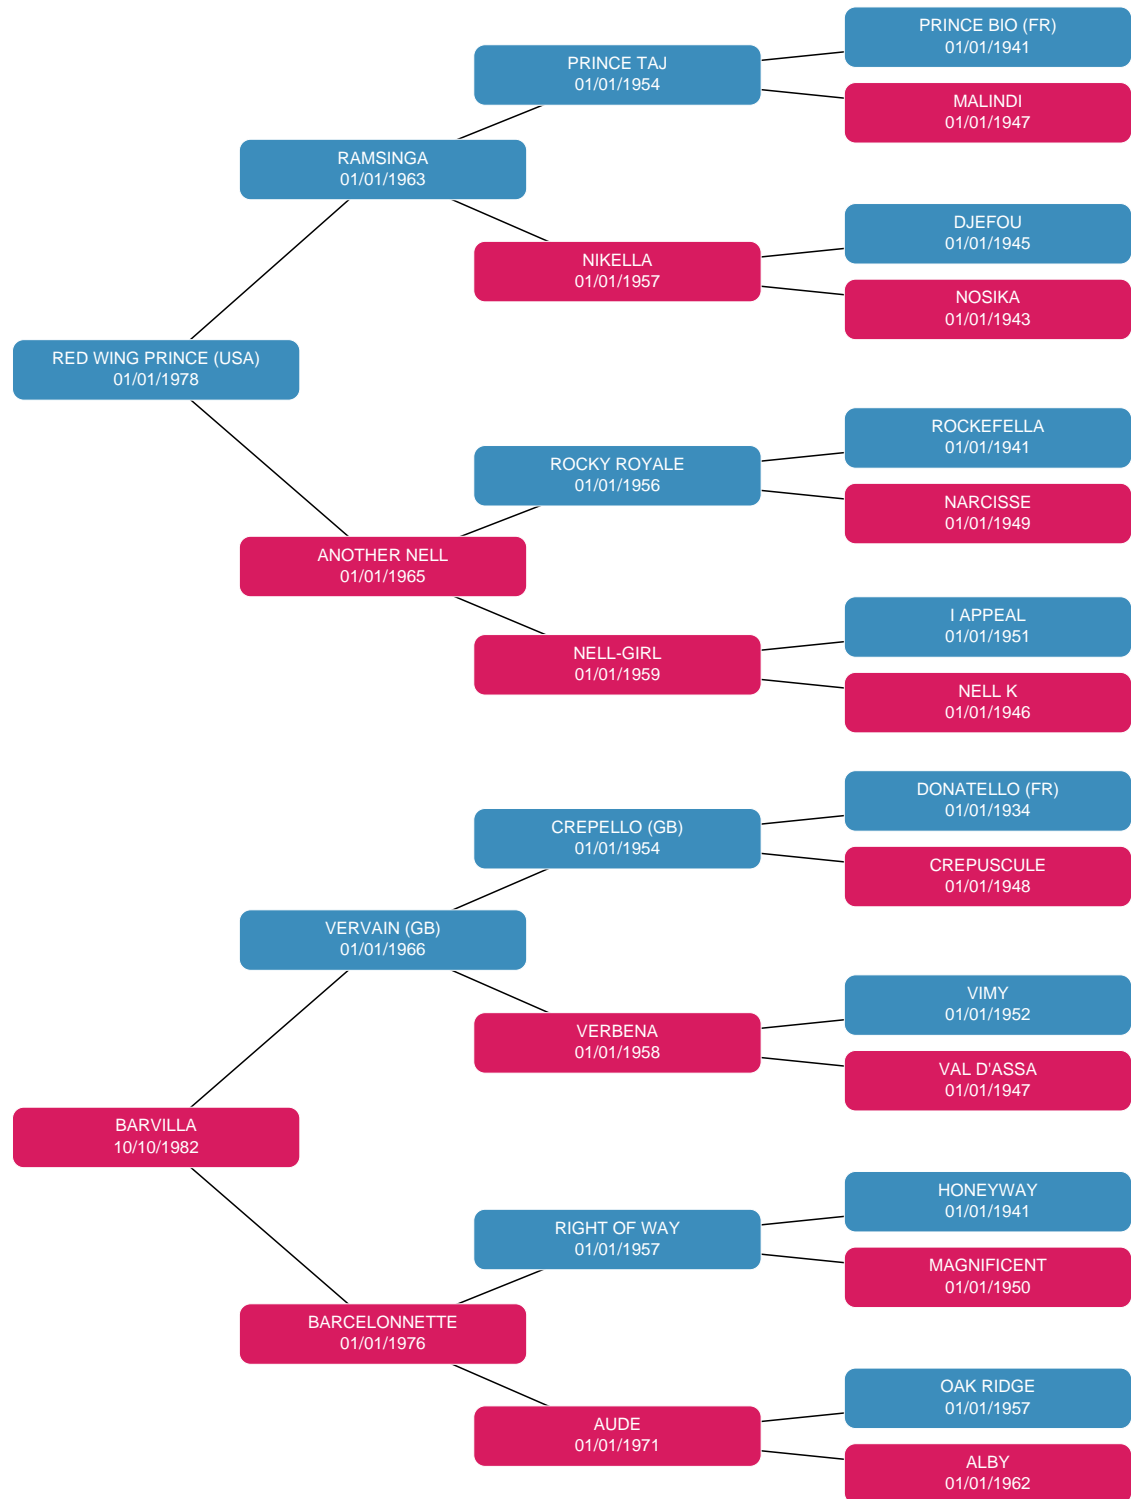 PRINCE BIO (FR)
01/01/1941
PRINCE TAJ
01/01/1954
MALINDI
01/01/1947
RAMSINGA
01/01/1963
DJEFOU
01/01/1945
NIKELLA
01/01/1957
NOSIKA
01/01/1943
RED WING PRINCE (USA)
01/01/1978
ROCKEFELLA
01/01/1941
ROCKY ROYALE
01/01/1956
NARCISSE
01/01/1949
ANOTHER NELL
01/01/1965
I APPEAL
01/01/1951
NELL-GIRL
01/01/1959
NELL K
01/01/1946
DONATELLO (FR)
01/01/1934
CREPELLO (GB)
01/01/1954
CREPUSCULE
01/01/1948
VERVAIN (GB)
01/01/1966
VIMY
01/01/1952
VERBENA
01/01/1958
VAL D'ASSA
01/01/1947
BARVILLA
10/10/1982
HONEYWAY
01/01/1941
RIGHT OF WAY
01/01/1957
MAGNIFICENT
01/01/1950
BARCELONNETTE
01/01/1976
OAK RIDGE
01/01/1957
AUDE
01/01/1971
ALBY
01/01/1962